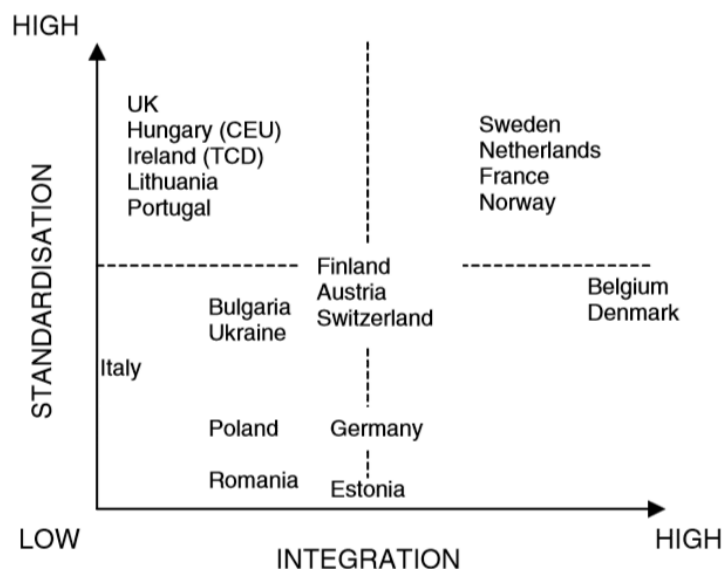 HIGH
STANDARDISATION
UK
Hungary (CEU)
Ireland (TCD)
Lithuania
Portugal
Sweden
Netherlands
France
Norway
Finland
Austria
Switzerland
Belgium
Denmark
Bulgaria
Ukraine
Italy
Poland
Germany
Romania
Estonia
LOW
INTEGRATION
HIGH